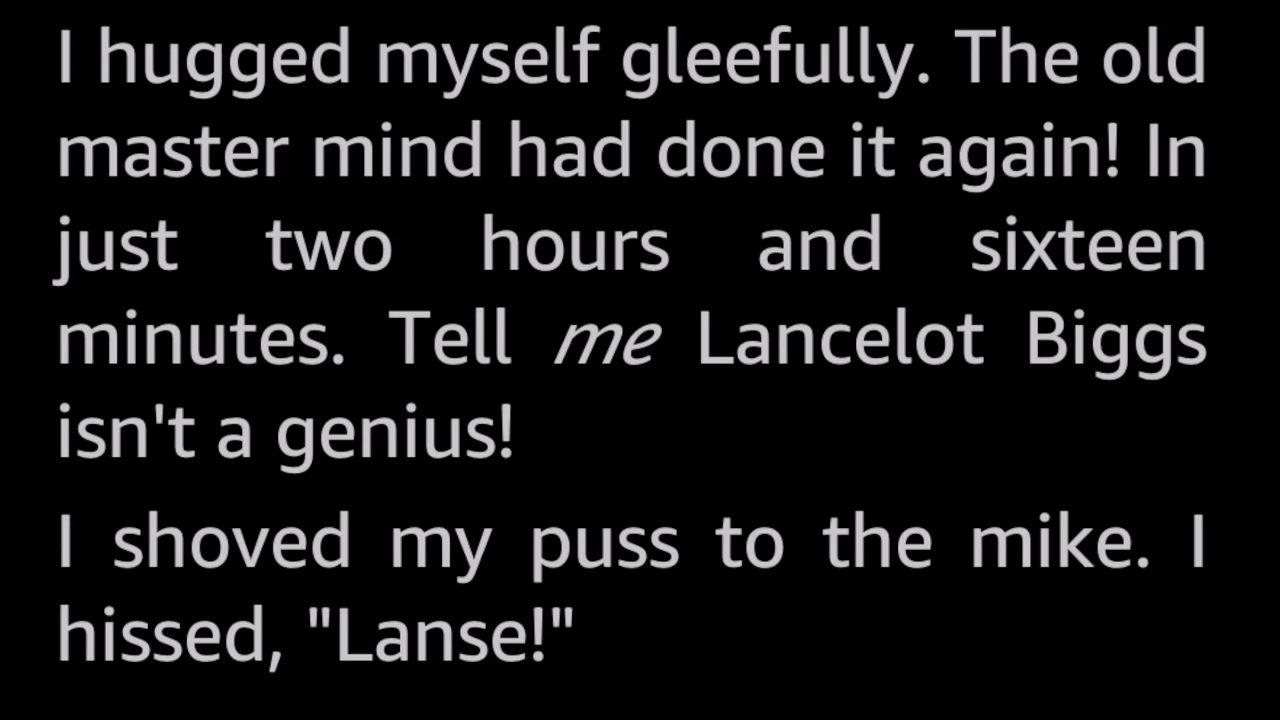 I hugged myself gleefully. The old
master mind had done it again! In
just two hours and sixteen
minutes. Tell me Lancelot Biggs
isn't a genius!
I shoved my puss to the mike. I
hissed, "Lanse!"